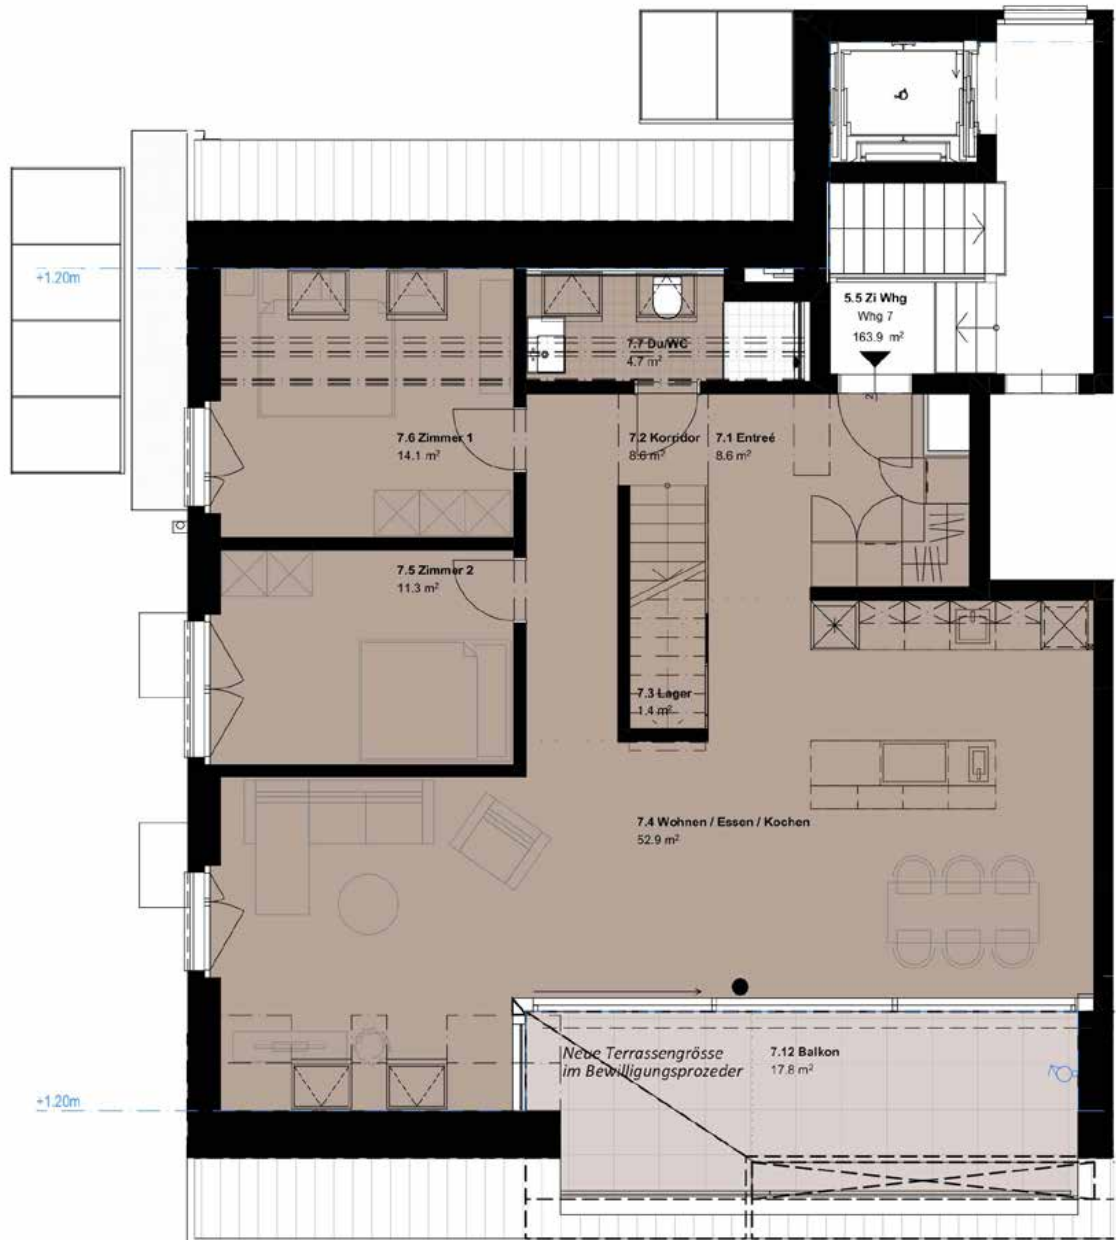 +1.20m
5.5 Zi Whg
Whg 7
163.9 m²
7.7 Du/WC
4.7 m²
7.6 Zimmer 1
14.1 m²
7.2 Korridor
8.6 m²
7.1 Entreé
8.6 m²
7.5 Zimmer 2
11.3 m²
7.3 Lager
1.4 m²
7.4 Wohnen / Essen / Kochen
52.9 m²
Neue Terrassengrösse
im Bewilligungsprozeder
7.12 Balkon
17.8 m²
+1.20m